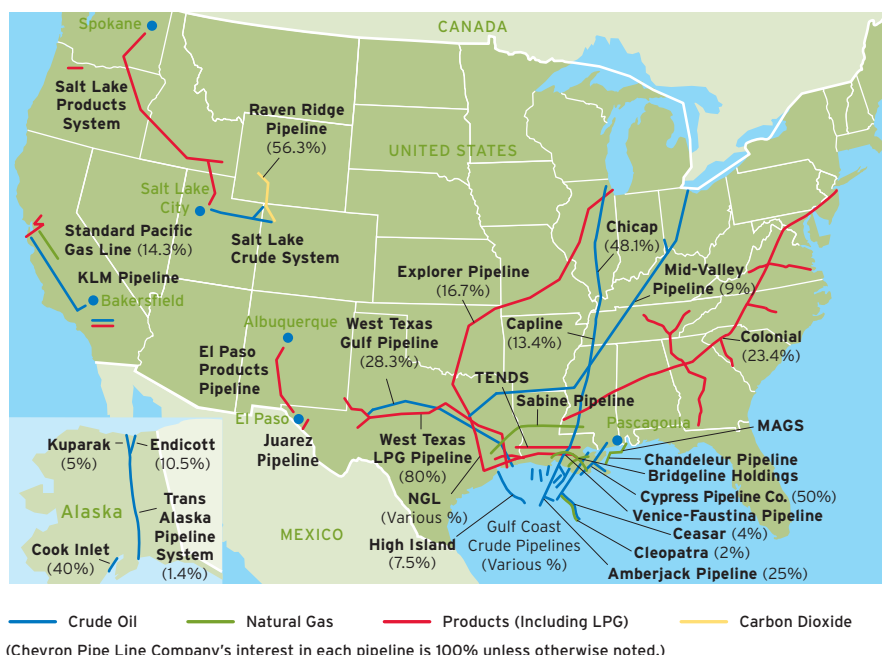 CANADA
Spokane
Salt Lake
Products
System
Raven Ridge
Pipeline
(56.3%)
UNITED STATES
Salt Lake
City
Standard Pacific
Gas Line (14.3%)
Salt Lake
Crude System
Chicap
(48.1%)
KLM Pipeline
Bakersfield
Explorer Pipeline
(16.7%)
Mid-Valley
Pipeline (9%)
Albuquerque
West Texas
Gulf Pipeline
(28.3%)
Capline
(13.4%)
Colonial
(23.4%)
El Paso
Products
Pipeline
TENDS
Sabine Pipeline
El Paso
Juarez
Pipeline
Pascagoula
MAGS
West Texas
LPG Pipeline
(80%)
Chandeleur Pipeline
Bridgeline Holdings
Cypress Pipeline Co. (50%)
Venice-Faustina Pipeline
NGL
(Various %)
Ceasar (4%)
Cleopatra (2%)
Amberjack Pipeline (25%)
MEXICO
High Island
(7.5%)
Gulf Coast
Crude Pipelines
(Various %)
Kuparak
(5%)
Endicott
(10.5%)
Alaska
Trans
Alaska
Pipeline
System
(1.4%)
Cook Inlet
(40%)
Crude Oil Natural Gas Products (Including LPG) Carbon Dioxide
(Chevron Pipe Line Company's interest in each pipeline is 100% unless otherwise noted.)